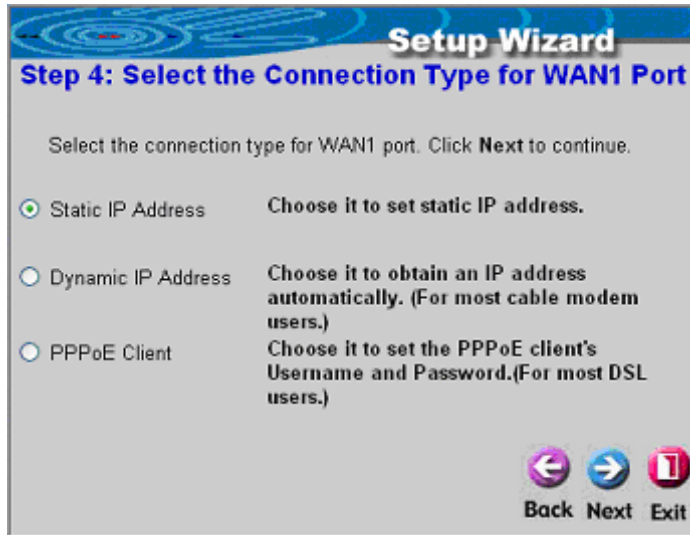 Setup Wizard
Step 4: Select the Connection Type for WAN1 Port
Select the connection type for WAN1 port. Click Next to continue.
Static IP Address
Choose it to set static IP address.
Dynamic IP Address
Choose it to obtain an IP address
automatically. (For most cable modem
users.)
PPPoE Client
Choose it to set the PPPoE client's
Username and Password.(For most DSL
users.)
Back Next Exit